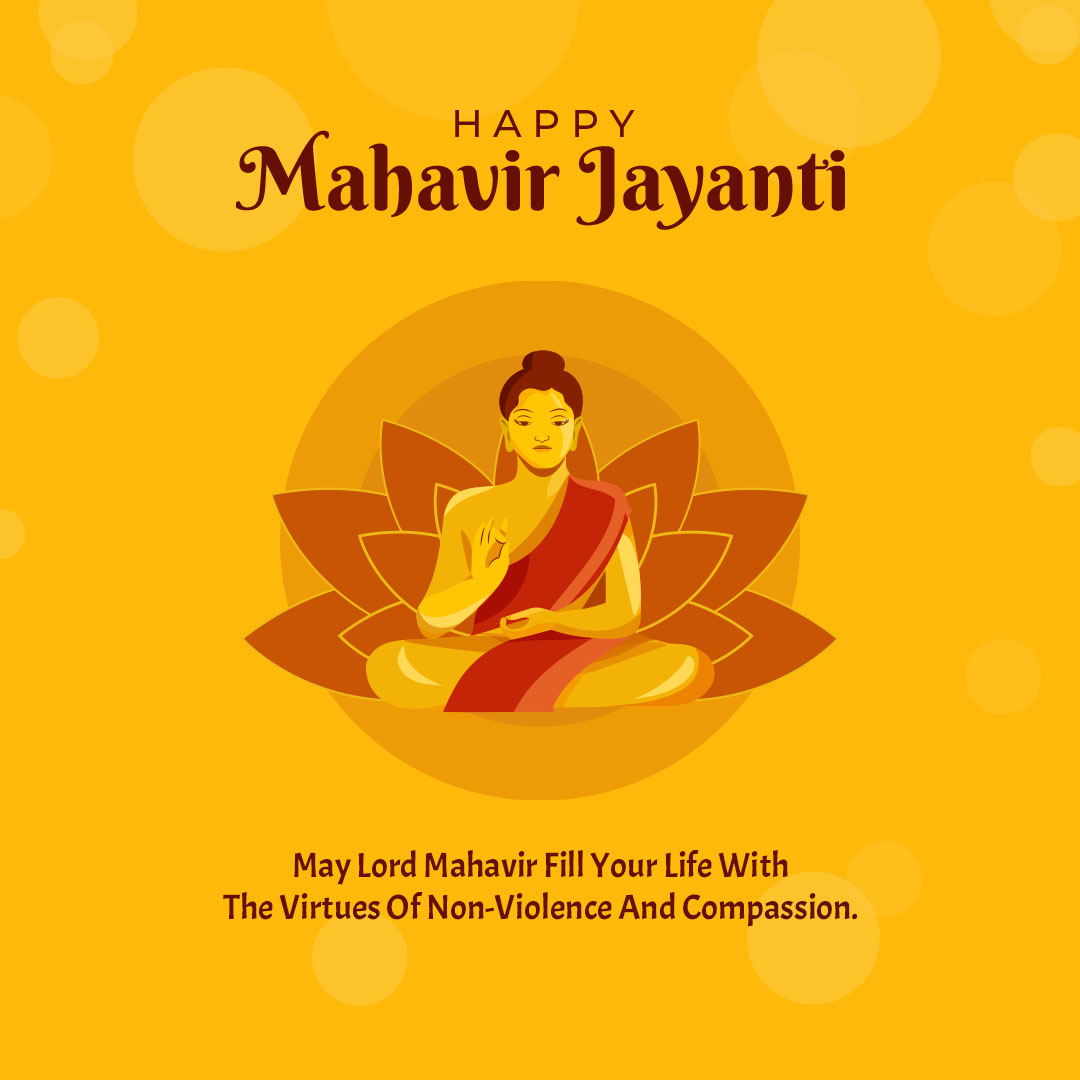 HAPPY
Mahavir Jayanti
May Lord Mahavir Fill Your Life With
The Virtues Of Non-Violence And Compassion.